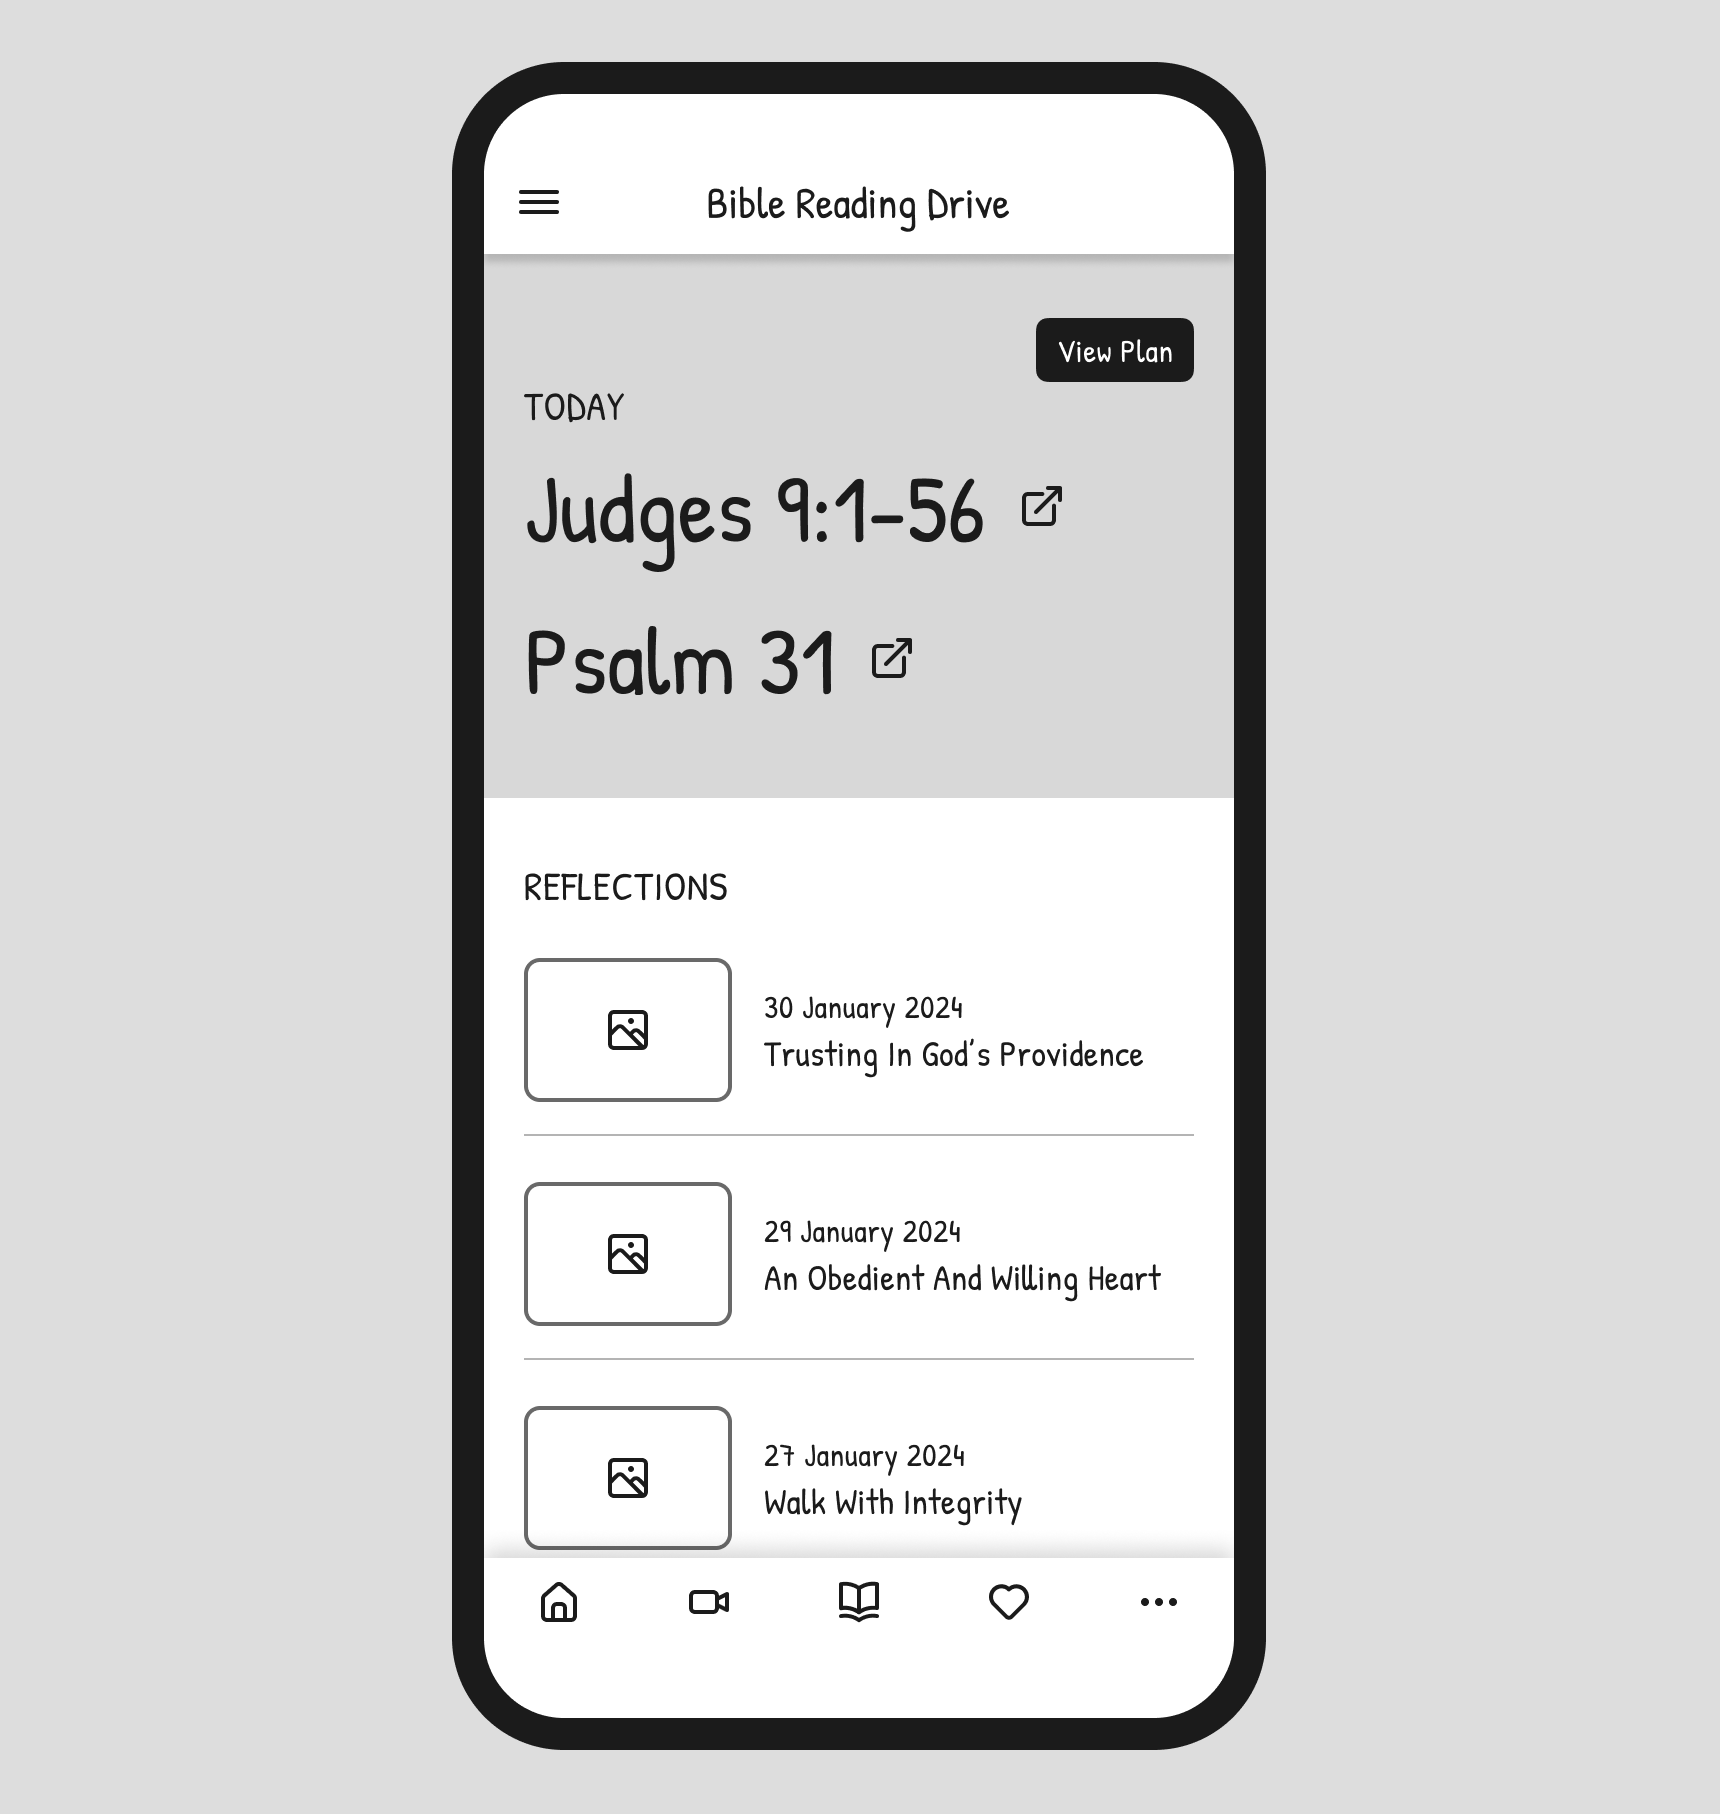 Bible Reading Drive
View Plan
TODAY
Judges 9:1-56
Psalm 31
REFLECTIONS
30 January 2024
Trusting In God's Providence
29 January 2024
An Obedient And Willing Heart
27 January 2024
Walk With Integrity